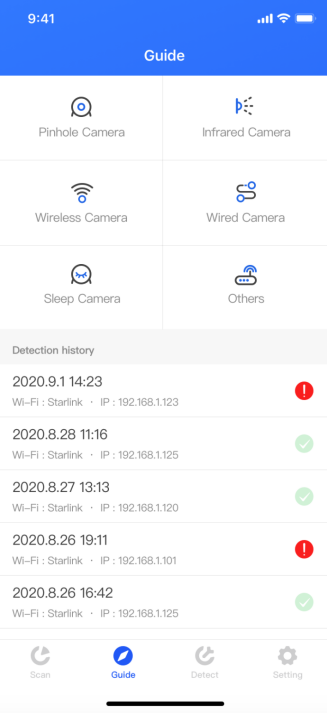 9:41
Guide
Pinhole Camera
Infrared Camera
Wireless Camera
Wired Camera
Sleep Camera
Others
Detection history
2020.9.1 14:23
Wi-Fi : Starlink · IP : 192.168.1.123
2020.8.28 11:16
Wi-Fi : Starlink · IP : 192.168.1.125
2020.8.27 13:13
Wi-Fi : Starlink · IP : 192.168.1.120
2020.8.26 19:11
Wi-Fi : Starlink · IP : 192.168.1.101
2020.8.26 16:42
Wi-Fi : Starlink · IP : 192.168.1.125
Scan
Guide
Detect
Setting